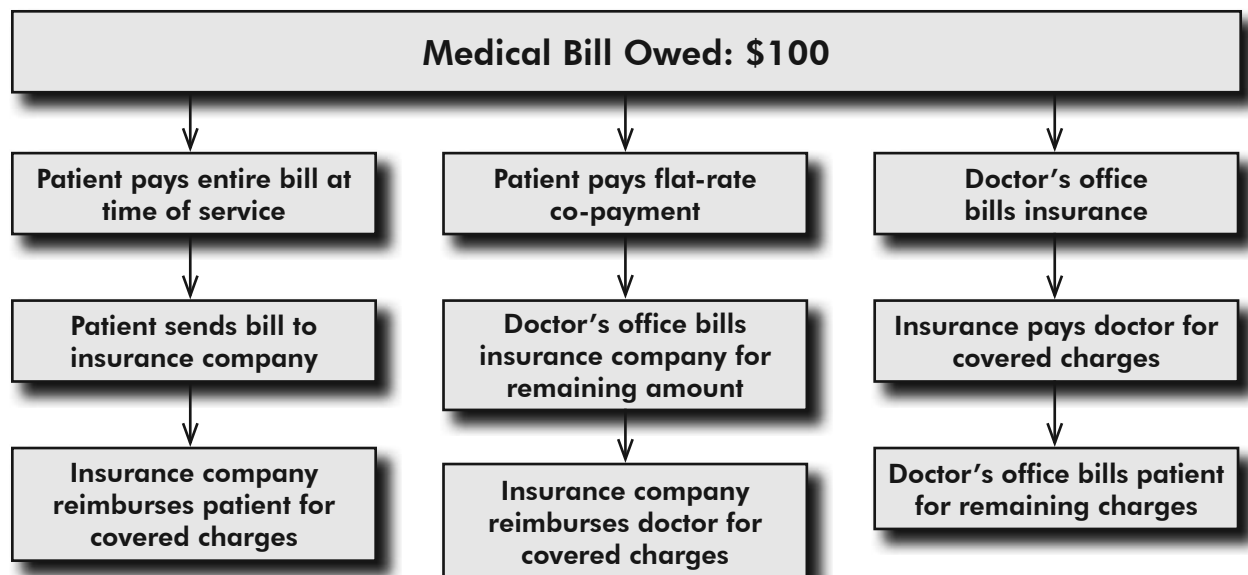 Medical Bill Owed: $100
Patient pays entire bill at
time of service
Patient sends bill to
insurance company
Insurance company
reimburses patient for
covered charges
Patient pays flat-rate
co-payment
Doctor’s office bills
insurance company for
remaining amount
Insurance company
reimburses doctor for
covered charges
Doctor’s office
bills insurance
Insurance pays doctor for
covered charges
Doctor’s office bills patient
for remaining charges